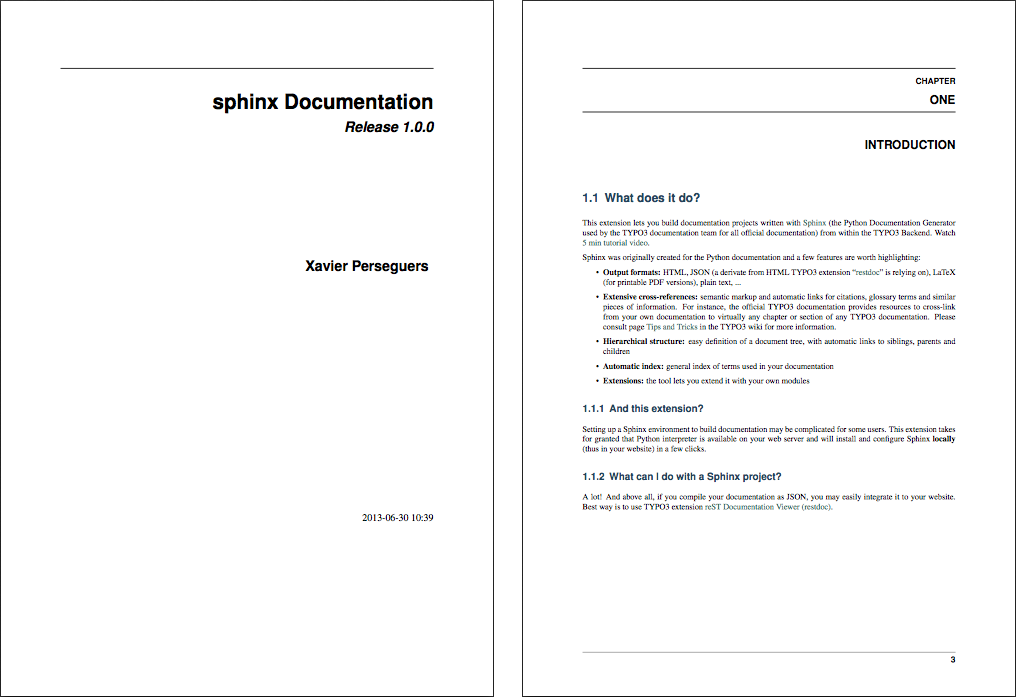 sphinx Documentation
Release 1.0.0
Xavier Perseguers
2013-06-30 10:39
CHAPTER
ONE
INTRODUCTION
1.1 What does it do?
This extension lets you build documentation projects written with Sphinx (the Python Documentation Generator
used by the TYPO3 documentation team for all official documentation) from within the TYPO3 Backend. Watch
5 min tutorial video.
Sphinx was originally created for the Python documentation and a few features are worth highlighting:
• Output formats: HTML, JSON (a derivate from HTML TYPO3 extension “restdoc” is relying on), LaTeX
(for printable PDF versions), plain text, ...
• Extensive cross-references: semantic markup and automatic links for citations, glossary terms and similar
pieces of information. For instance, the official TYPO3 documentation provides resources to cross-link
from your own documentation to virtually any chapter or section of any TYPO3 documentation. Please
consult page Tips and Tricks in the TYPO3 wiki for more information.
• Hierarchical structure: easy definition of a document tree, with automatic links to siblings, parents and
children
• Automatic index: general index of terms used in your documentation
• Extensions: the tool lets you extend it with your own modules
1.1.1 And this extension?
Setting up a Sphinx environment to build documentation may be complicated for some users. This extension takes
for granted that Python interpreter is available on your web server and will install and configure Sphinx locally
(thus in your website) in a few clicks.
1.1.2 What can I do with a Sphinx project?
A lot! And above all, if you compile your documentation as JSON, you may easily integrate it to your website.
Best way is to use TYPO3 extension reST Documentation Viewer (restdoc).
3